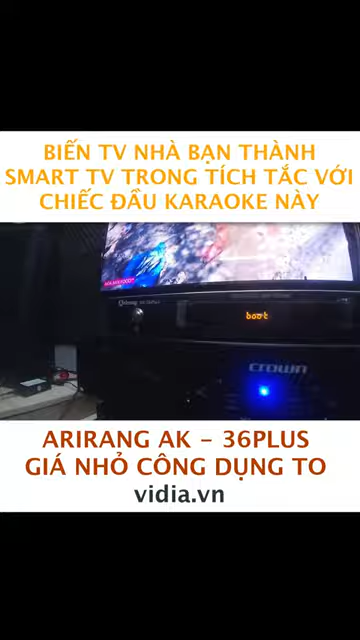 BIẾN TV NHÀ BẠN THÀNH
SMART TV TRONG TÍCH TẮC VỚI
CHIẾC ĐẦU KARAOKE NÀY
boot
CROWN
ARIRANG AK – 36PLUS
GIÁ NHỎ CÔNG DỤNG TO
vidia.vn